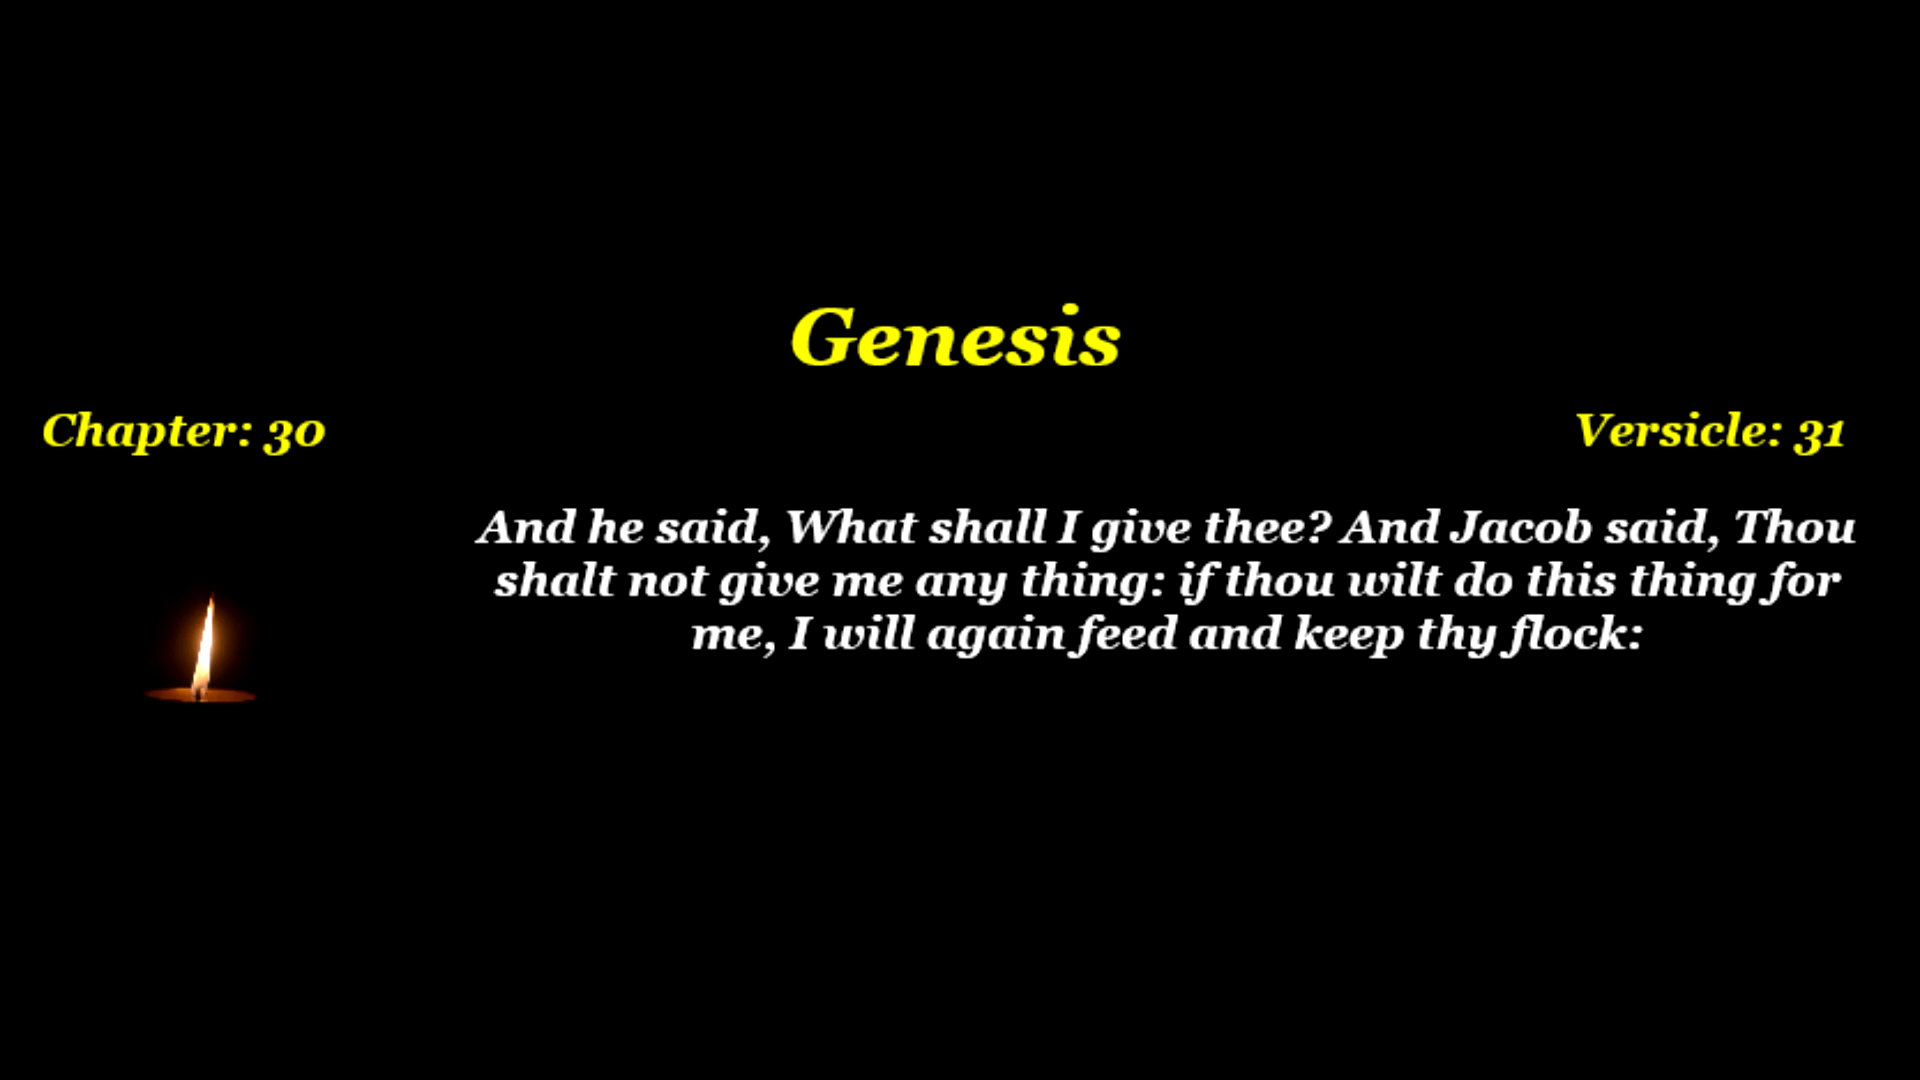 Genesis
Chapter: 30
Versicle: 31
And he said, What shall I give thee? And Jacob said, Thou
shalt not give me any thing: if thou wilt do this thing for
me, I will again feed and keep thy flock: